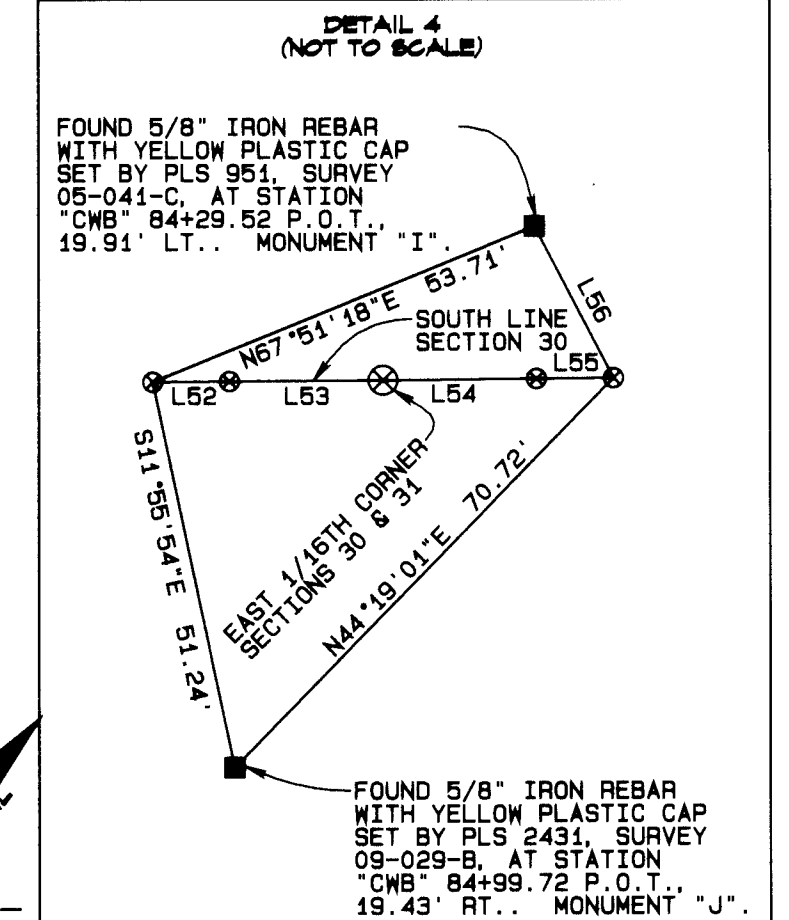 DETAIL 4
(NOT TO SCALE)
FOUND 5/8" IRON REBAR
WITH YELLOW PLASTIC CAP
SET BY PLS 951, SURVEY
05-041-C, AT STATION
"CWB" 84+29.52 P.O.T.,
19.91' LT.. MONUMENT "I".
N67°51'18"E 53.71'
L56
SOUTH LINE
SECTION 30
L55
L52
L53
L54
S11°55'54"E 51.24'
EAST 1/16TH CORNER
SECTIONS 30 & 31
N44°19'01"E 70.72'
FOUND 5/8" IRON REBAR
WITH YELLOW PLASTIC CAP
SET BY PLS 2431, SURVEY
09-029-B, AT STATION
"CWB" 84+99.72 P.O.T.,
19.43' RT.. MONUMENT "J".